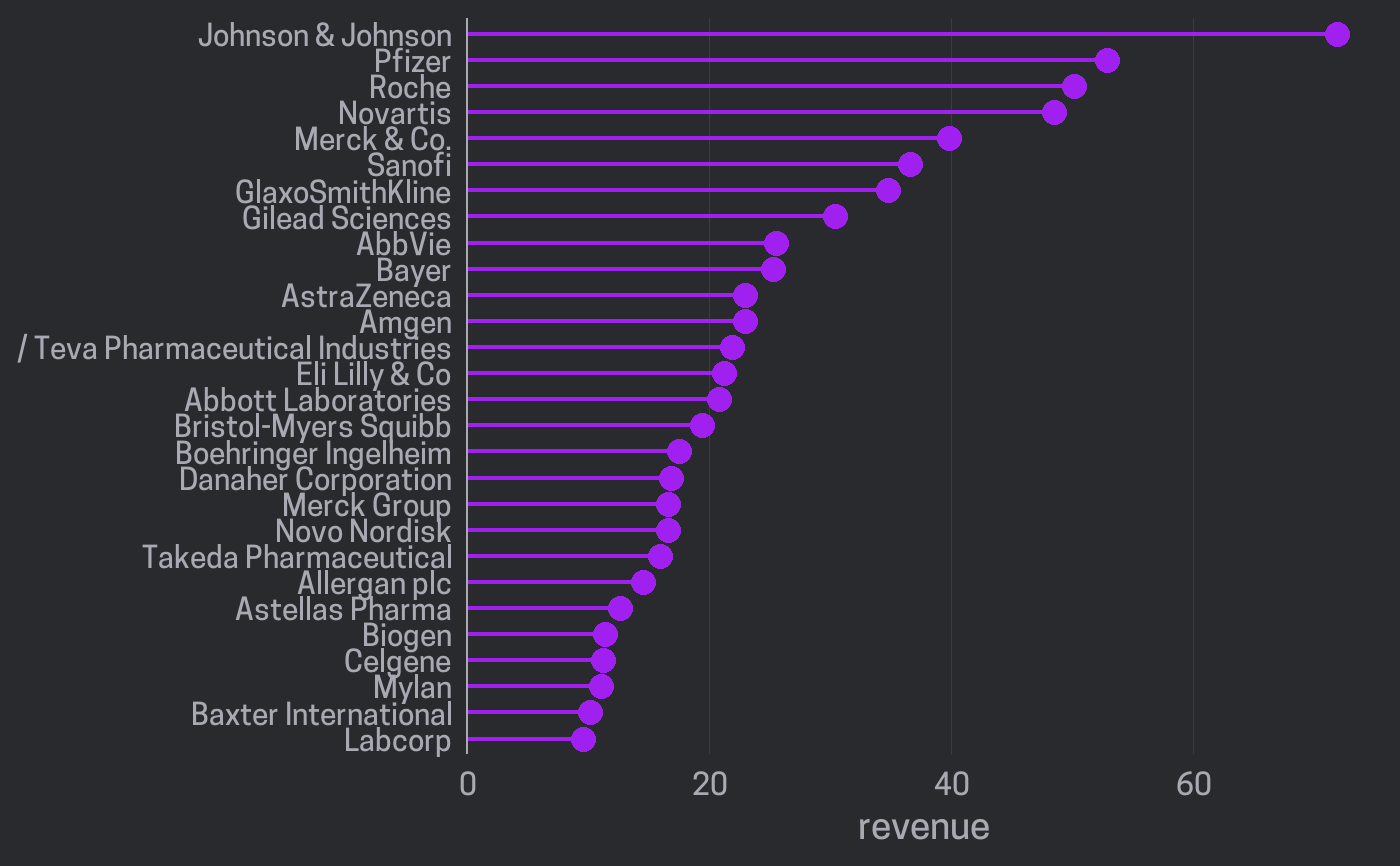 Johnson & Johnson
Pfizer
Roche
Novartis
Merck & Co.
Sanofi
GlaxoSmithKline
Gilead Sciences
AbbVie
Bayer
AstraZeneca
Amgen
/ Teva Pharmaceutical Industries
Eli Lilly & Co
Abbott Laboratories
Bristol-Myers Squibb
Boehringer Ingelheim
Danaher Corporation
Merck Group
Novo Nordisk
Takeda Pharmaceutical
Allergan plc
Astellas Pharma
Biogen
Celgene
Mylan
Baxter International
Labcorp
0 20 40 60
revenue